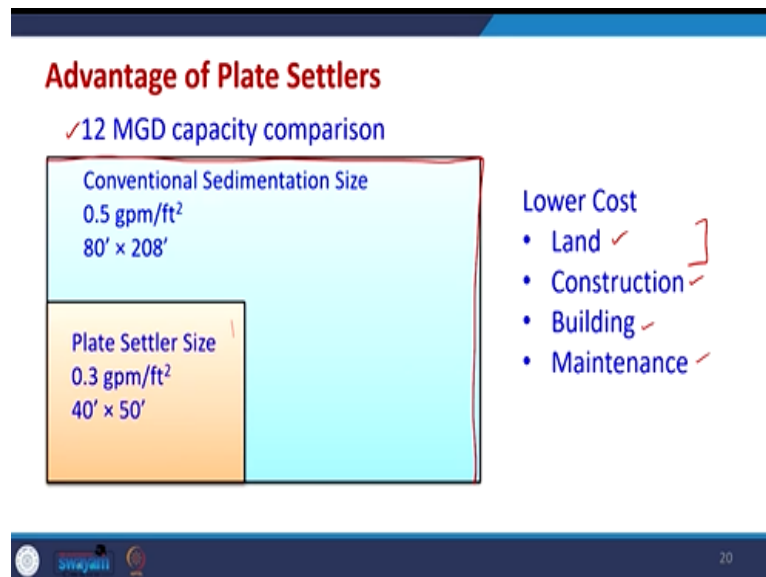 Advantage of Plate Settlers
✓12 MGD capacity comparison
Conventional Sedimentation Size
0.5 gpm/ft²
80′ × 208′
Plate Settler Size
0.3 gpm/ft²
40′ × 50′
Lower Cost
• Land
• Construction
• Building
• Maintenance
swayam
20